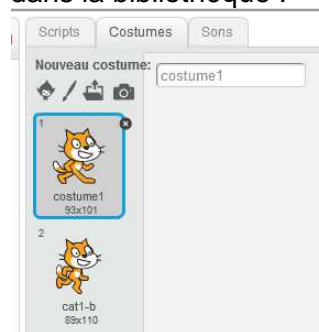 dans la bibliothèque :
Scripts Costumes Sons
Nouveau costume:
costume1
1
costume1
93x101
2
cat1-b
89x110